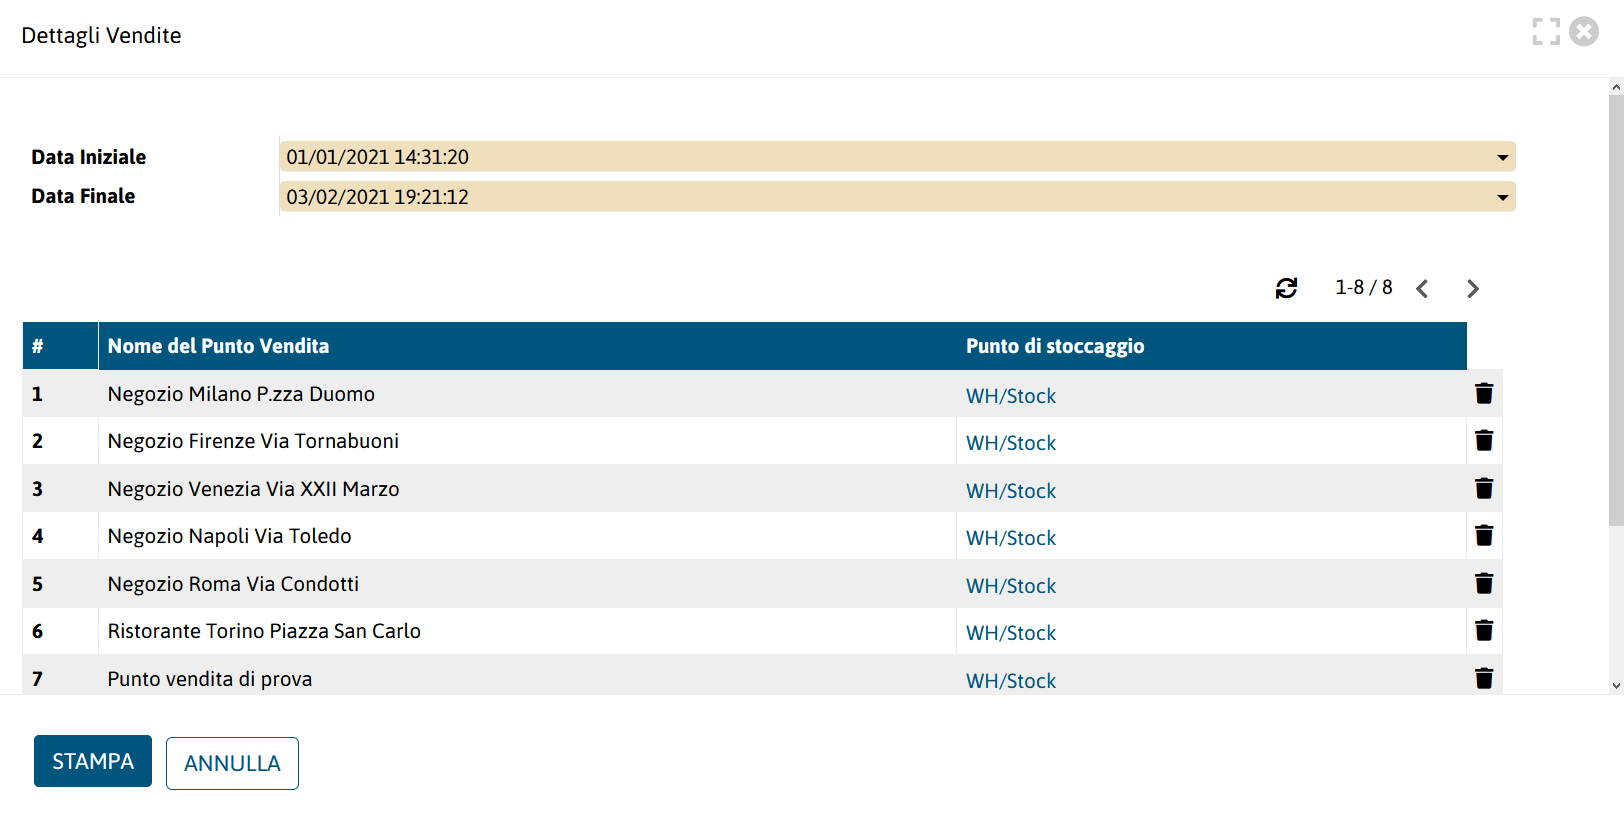 Dettagli Vendite
Data Iniziale 01/01/2021 14:31:20
Data Finale 03/02/2021 19:21:12
1-8 / 8
# Nome del Punto Vendita Punto di stoccaggio
1 Negozio Milano P.zza Duomo WH/Stock
2 Negozio Firenze Via Tornabuoni WH/Stock
3 Negozio Venezia Via XXII Marzo WH/Stock
4 Negozio Napoli Via Toledo WH/Stock
5 Negozio Roma Via Condotti WH/Stock
6 Ristorante Torino Piazza San Carlo WH/Stock
7 Punto vendita di prova WH/Stock
STAMPA ANNULLA